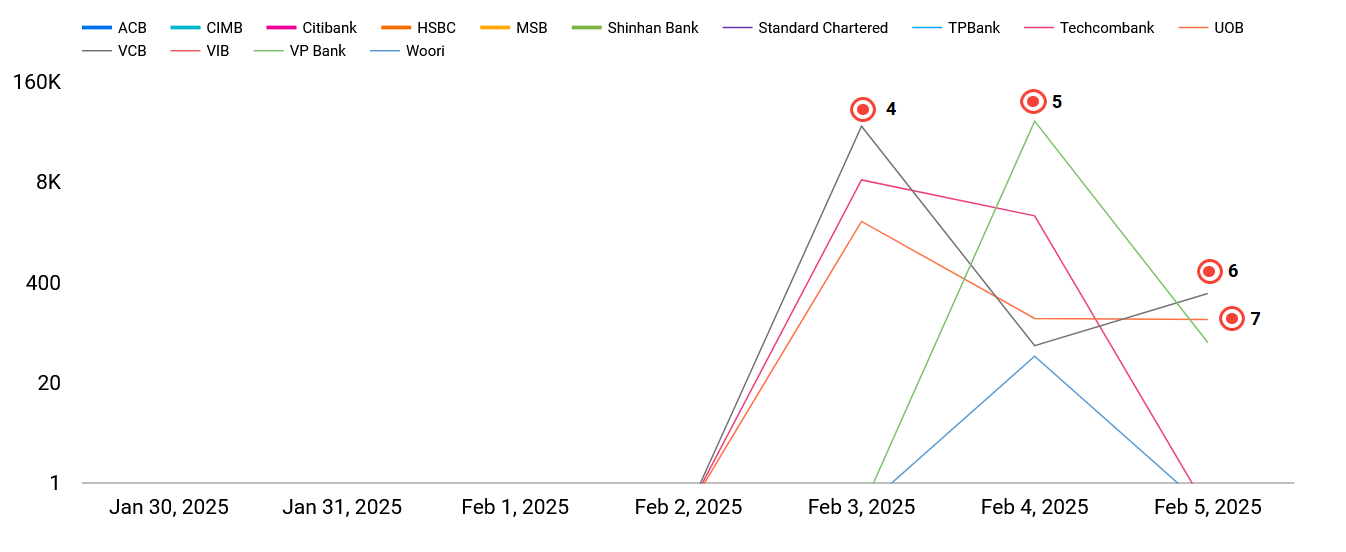 ACB CIMB Citibank HSBC MSB Shinhan Bank Standard Chartered TPBank Techcombank UOB
VCB VIB VP Bank Woori
160K
4
5
8K
6
400
7
20
1
Jan 30, 2025 Jan 31, 2025 Feb 1, 2025 Feb 2, 2025 Feb 3, 2025 Feb 4, 2025 Feb 5, 2025